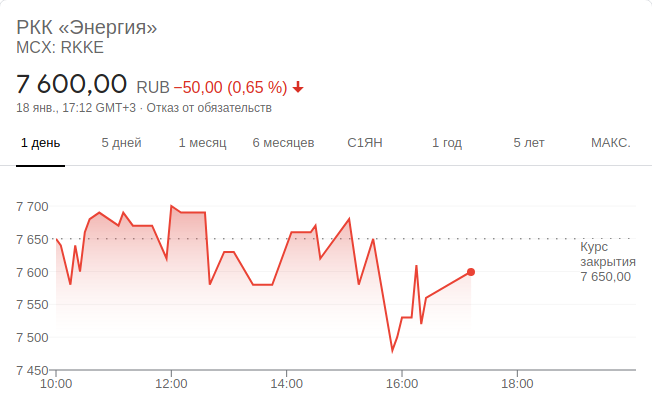 РКК «Энергия»
MCX: RKKE
7 600,00 RUB −50,00 (0,65 %)
18 янв., 17:12 GMT+3 · Отказ от обязательств
1 день 5 дней 1 месяц 6 месяцев С1ЯН 1 год 5 лет МАКС.
7 700
7 650
7 600
7 550
7 500
7 450
Курс
закрытия
7 650,00
10:00 12:00 14:00 16:00 18:00